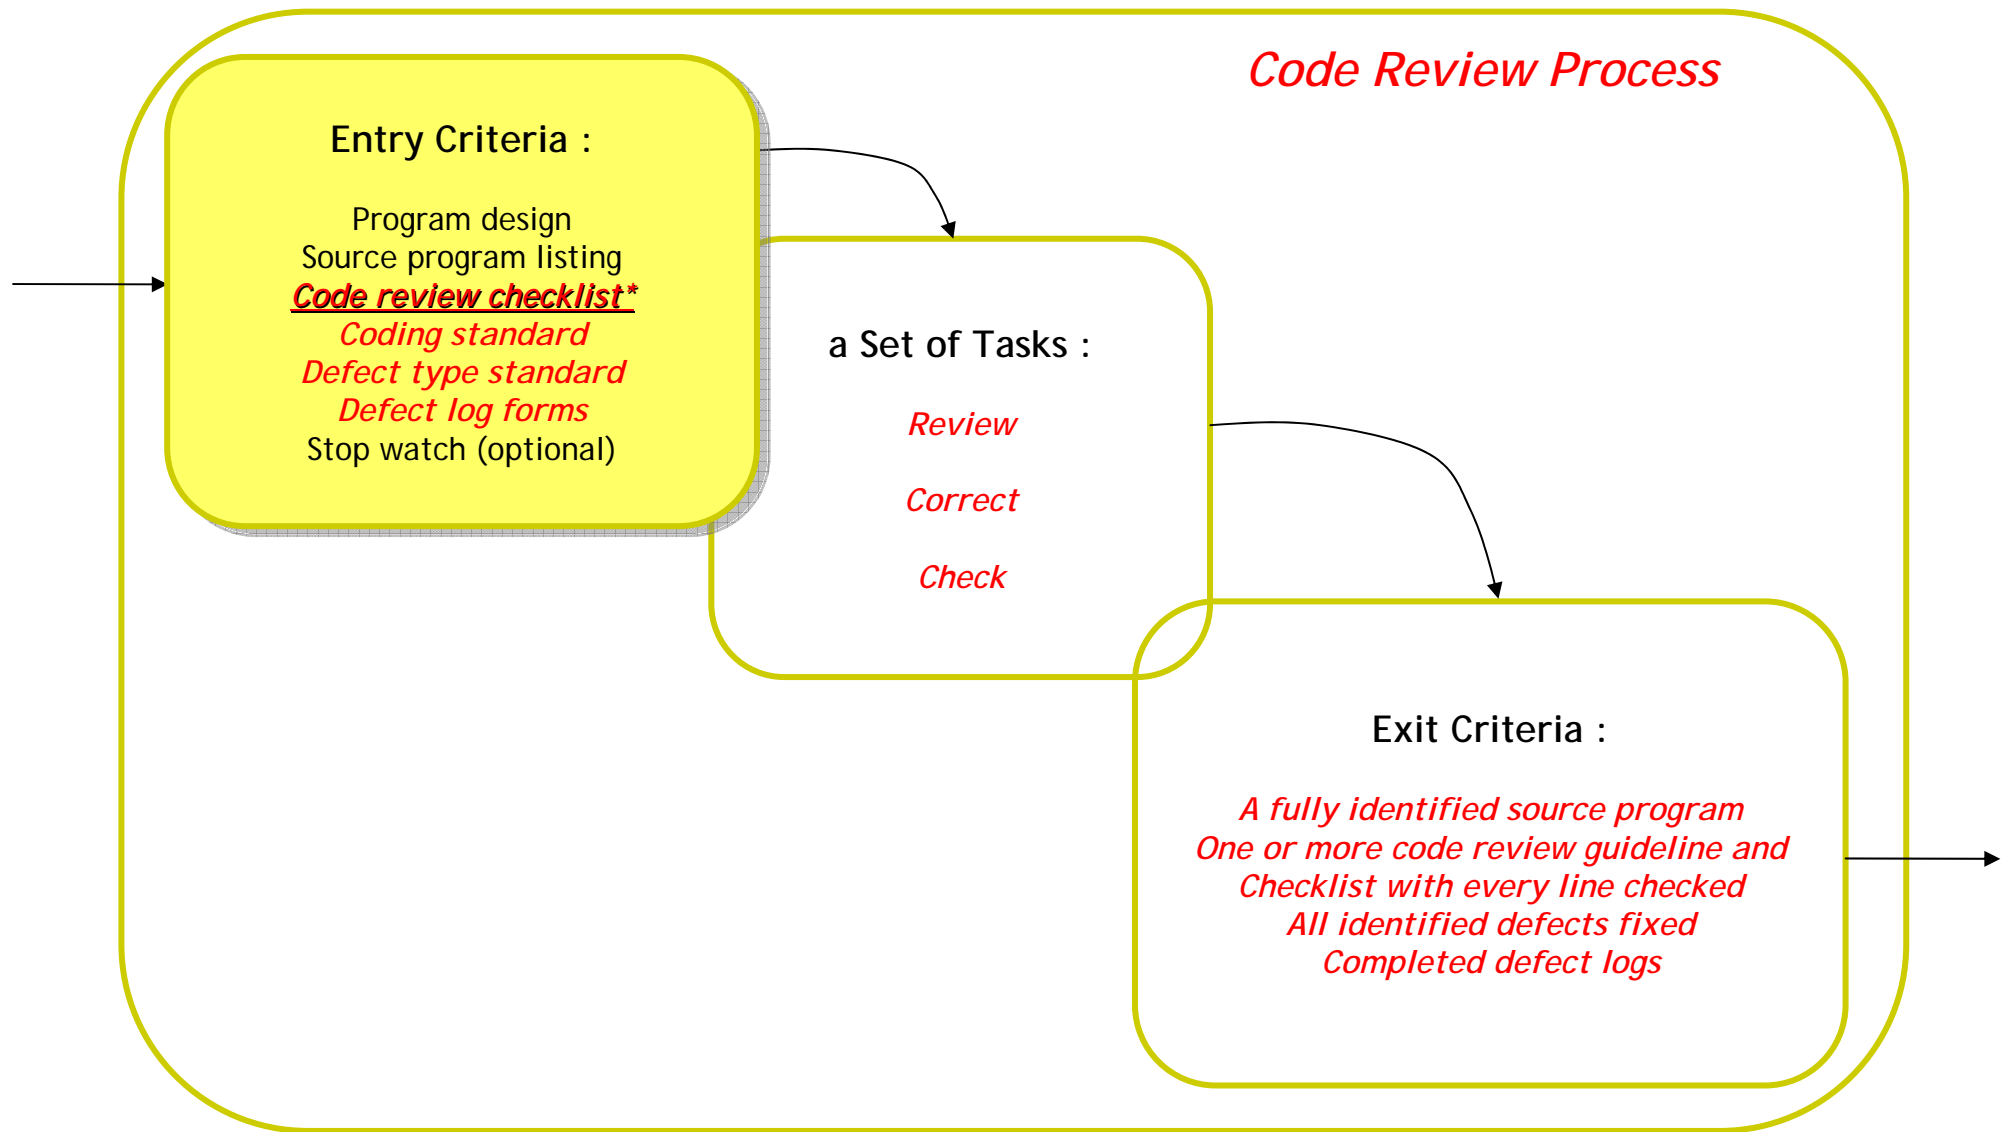 Code Review Process
Entry Criteria :
Program design
Source program listing
Code review checklist*
Coding standard
Defect type standard
Defect log forms
Stop watch (optional)
a Set of Tasks :
Review
Correct
Check
Exit Criteria :
A fully identified source program
One or more code review guideline and
Checklist with every line checked
All identified defects fixed
Completed defect logs